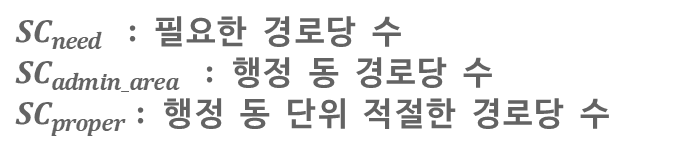 SC_need : 필요한 경로당 수
SC_admin_area : 행정 동 경로당 수
SC_proper : 행정 동 단위 적절한 경로당 수